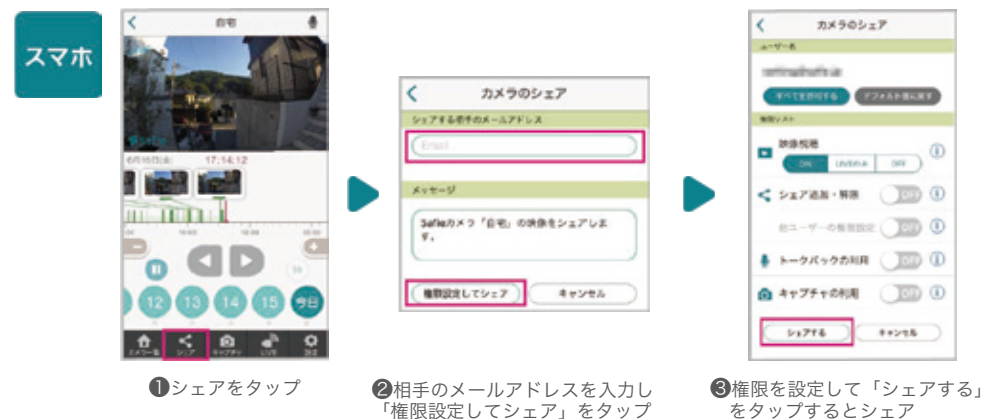 スマホ
自宅
6月16日(金) 17:14:12
12 13 14 15 今日
カメラ一覧 シェア キャプチャ LIVE 設定
❶シェアをタップ
カメラのシェア
シェアする相手のメールアドレス
Email
メッセージ
Safieカメラ「自宅」の映像をシェアしま
す。
権限設定してシェア キャンセル
❷相手のメールアドレスを入力し
「権限設定してシェア」をタップ
カメラのシェア
ユーザー名
すべてを許可する デフォルト値に戻す
権限リスト
映像視聴
ON LIVEのみ OFF
シェア追加・解除 OFF
他ユーザーの権限設定 OFF
トークバックの利用 OFF
キャプチャの利用 OFF
シェアする キャンセル
❸権限を設定して「シェアする」
をタップするとシェア